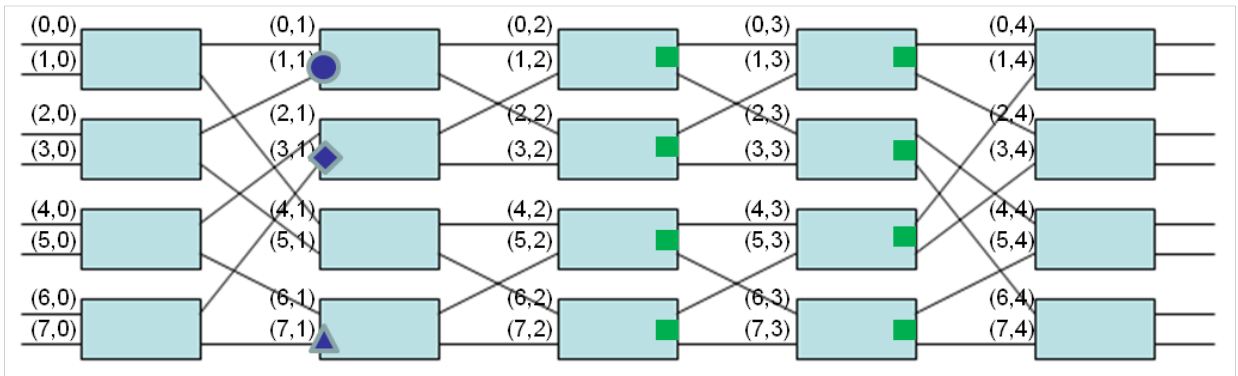 (0,0) (0,1) (0,2) (0,3) (0,4)
(1,0) (1,1) (1,2) (1,3) (1,4)
(2,0) (2,1) (2,2) (2,3) (2,4)
(3,0) (3,1) (3,2) (3,3) (3,4)
(4,0) (4,1) (4,2) (4,3) (4,4)
(5,0) (5,1) (5,2) (5,3) (5,4)
(6,0) (6,1) (6,2) (6,3) (6,4)
(7,0) (7,1) (7,2) (7,3) (7,4)